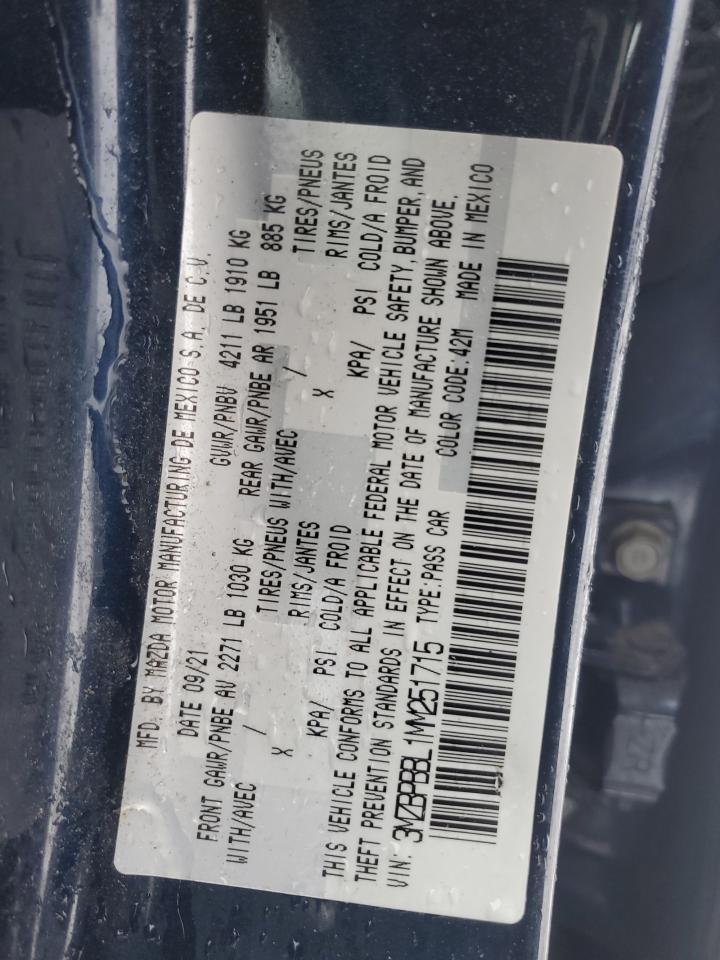 MFD. BY MAZDA MOTOR MANUFACTURING DE MEXICO S.A. DE C.V.
DATE 09/21 GVWR/PNBV 4211 LB 1910 KG
FRONT GAWR/PNBE AV 2271 LB 1030 KG REAR GAWR/PNBE AR 1951 LB 885 KG
WITH/AVEC / TIRES/PNEUS WITH/AVEC / TIRES/PNEUS
X RIMS/JANTES X RIMS/JANTES
KPA/ PSI COLD/A FROID KPA/ PSI COLD/A FROID
THIS VEHICLE CONFORMS TO ALL APPLICABLE FEDERAL MOTOR VEHICLE SAFETY, BUMPER, AND
THEFT PREVENTION STANDARDS IN EFFECT ON THE DATE OF MANUFACTURE SHOWN ABOVE.
VIN. 3MZBPBBL1MM251715 TYPE:PASS CAR COLOR CODE:42M MADE IN MEXICO